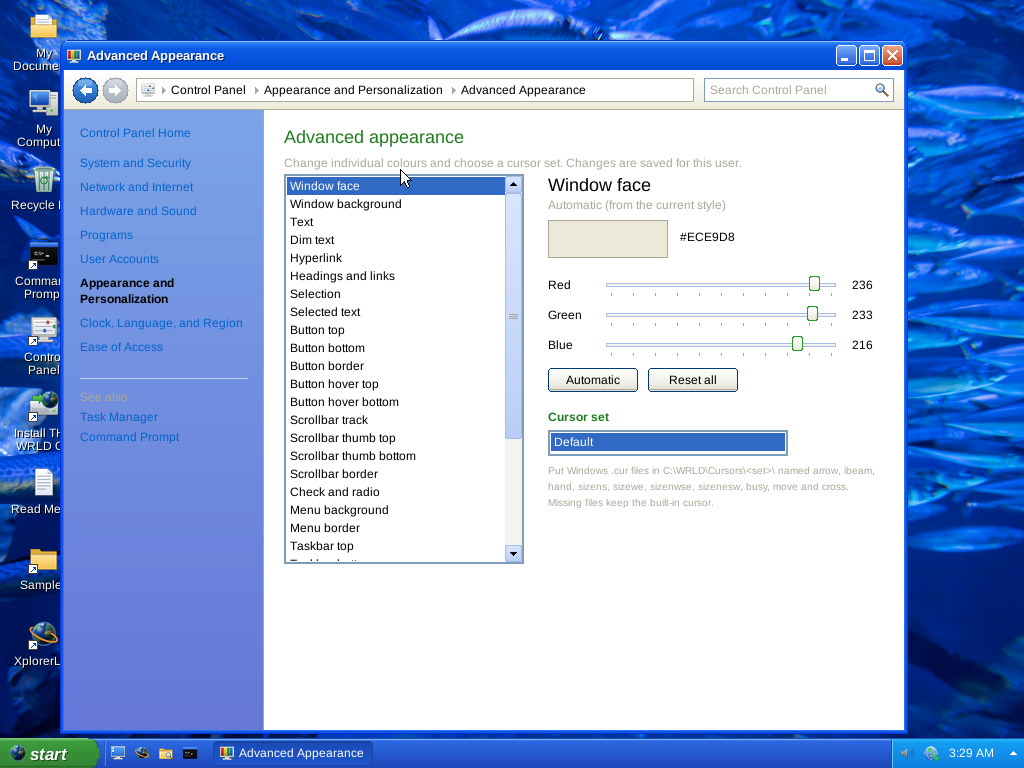 My
Docume
My
Comput
Recycle
Comma
Promp
Contro
Panel
Install TH
WRLD C
Read Me
Sample
XplorerL
Advanced Appearance
Control Panel
Appearance and Personalization
Advanced Appearance
Search Control Panel
Control Panel Home
System and Security
Network and Internet
Hardware and Sound
Programs
User Accounts
Appearance and
Personalization
Clock, Language, and Region
Ease of Access
See also
Task Manager
Command Prompt
Advanced appearance
Change individual colours and choose a cursor set. Changes are saved for this user.
Window face
Window background
Text
Dim text
Hyperlink
Headings and links
Selection
Selected text
Button top
Button bottom
Button border
Button hover top
Button hover bottom
Scrollbar track
Scrollbar thumb top
Scrollbar thumb bottom
Scrollbar border
Check and radio
Menu background
Menu border
Taskbar top
Window face
Automatic (from the current style)
#ECE9D8
Red 236
Green 233
Blue 216
Automatic
Reset all
Cursor set
Default
Put Windows .cur files in C:\WRLD\Cursors\<set>\ named arrow, ibeam,
hand, sizens, sizewe, sizenwse, sizenesw, busy, move and cross.
Missing files keep the built-in cursor.
start
Advanced Appearance
3:29 AM